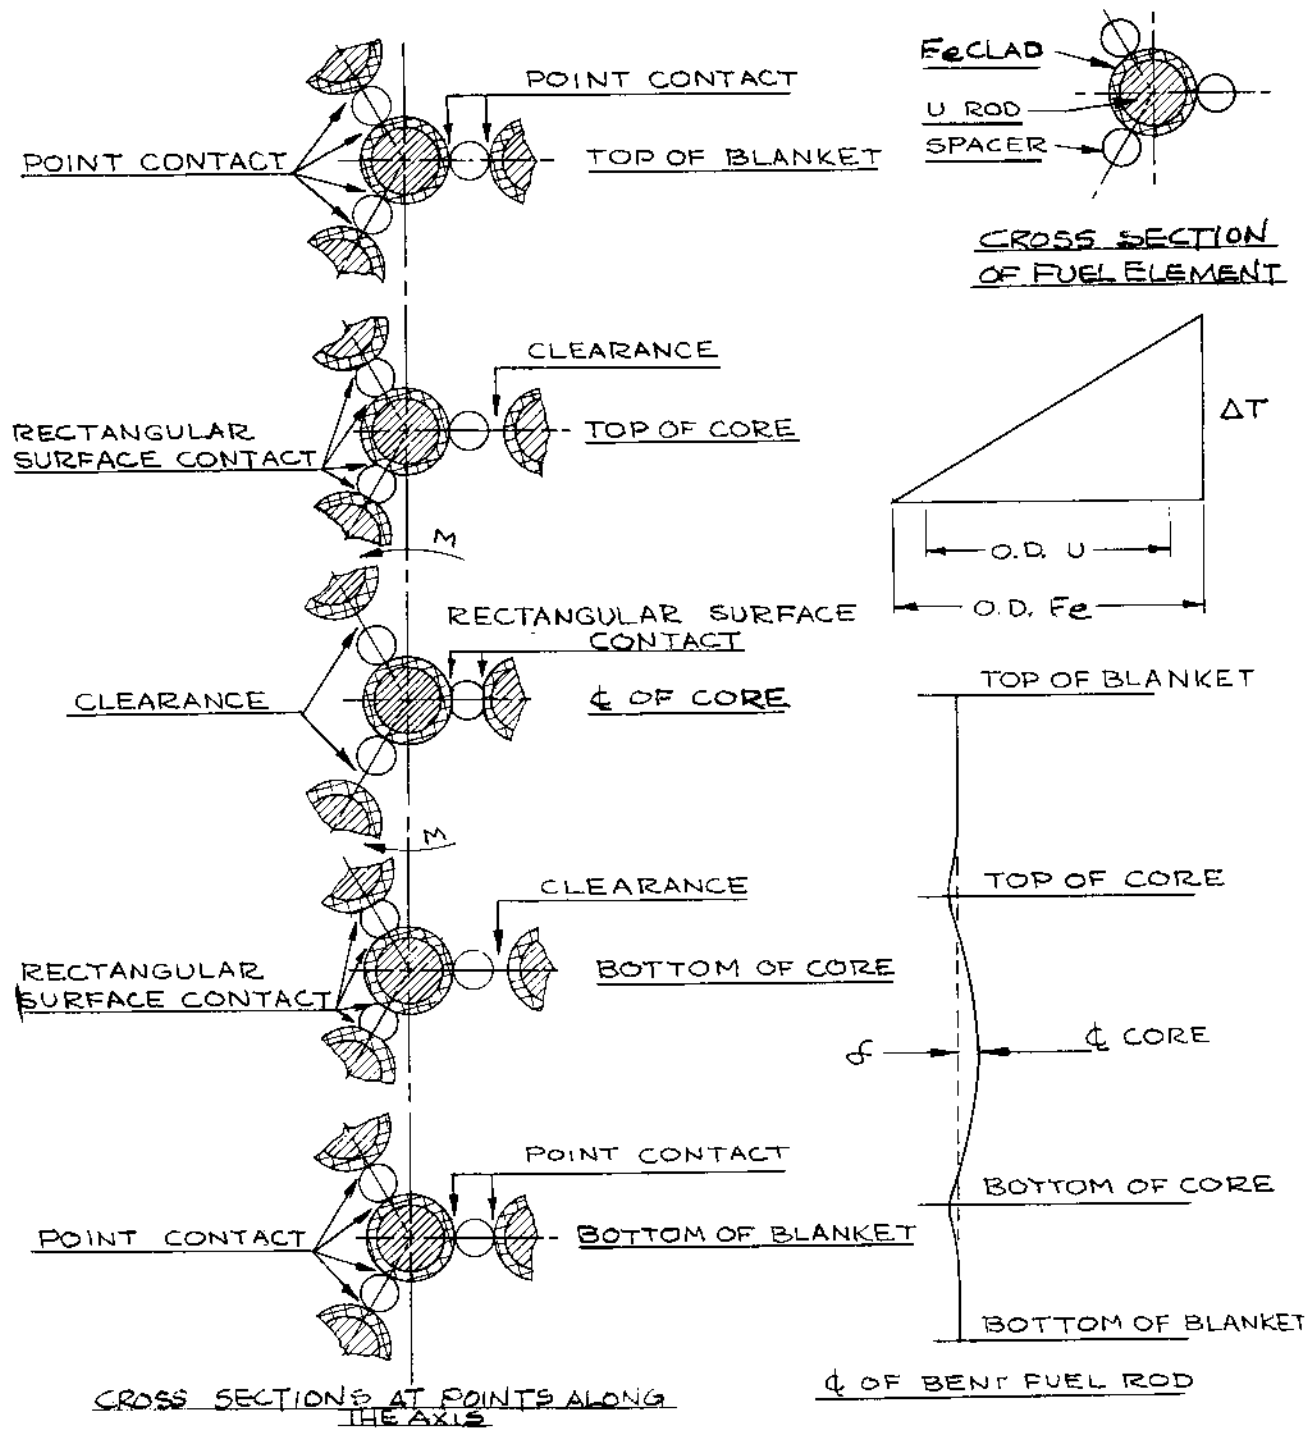 POINT CONTACT
POINT CONTACT
TOP OF BLANKET
CLEARANCE
RECTANGULAR
SURFACE CONTACT
TOP OF CORE
M
RECTANGULAR SURFACE
CONTACT
CLEARANCE
℄ OF CORE
M
CLEARANCE
RECTANGULAR
SURFACE CONTACT
BOTTOM OF CORE
POINT CONTACT
POINT CONTACT
BOTTOM OF BLANKET
CROSS SECTIONS AT POINTS ALONG
THE AXIS
Fe CLAD
U ROD
SPACER
CROSS SECTION
OF FUEL ELEMENT
ΔT
O.D. U
O.D. Fe
TOP OF BLANKET
TOP OF CORE
δ
℄ CORE
BOTTOM OF CORE
BOTTOM OF BLANKET
℄ OF BENT FUEL ROD